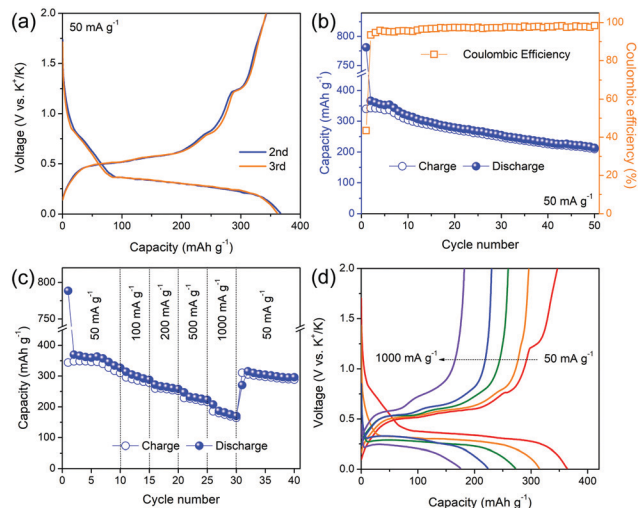 (a)
50 mA g⁻¹
Voltage (V vs. K⁺/K)
2.0
1.5
1.0
0.5
0.0
2nd
3rd
0 100 200 300 400
Capacity (mAh g⁻¹)
(b)
Capacity (mAh g⁻¹)
800
400
300
200
100
0
Coulombic Efficiency
Charge
Discharge
50 mA g⁻¹
0 10 20 30 40 50
Cycle number
100
80
60
40
20
0
Coulombic efficiency (%)
(c)
Capacity (mAh g⁻¹)
800
400
300
200
100
0
50 mA g⁻¹
100 mA g⁻¹
200 mA g⁻¹
500 mA g⁻¹
1000 mA g⁻¹
50 mA g⁻¹
Charge
Discharge
0 5 10 15 20 25 30 35 40
Cycle number
(d)
Voltage (V vs. K⁺/K)
2.0
1.5
1.0
0.5
0.0
1000 mA g⁻¹
50 mA g⁻¹
0 100 200 300 400
Capacity (mAh g⁻¹)